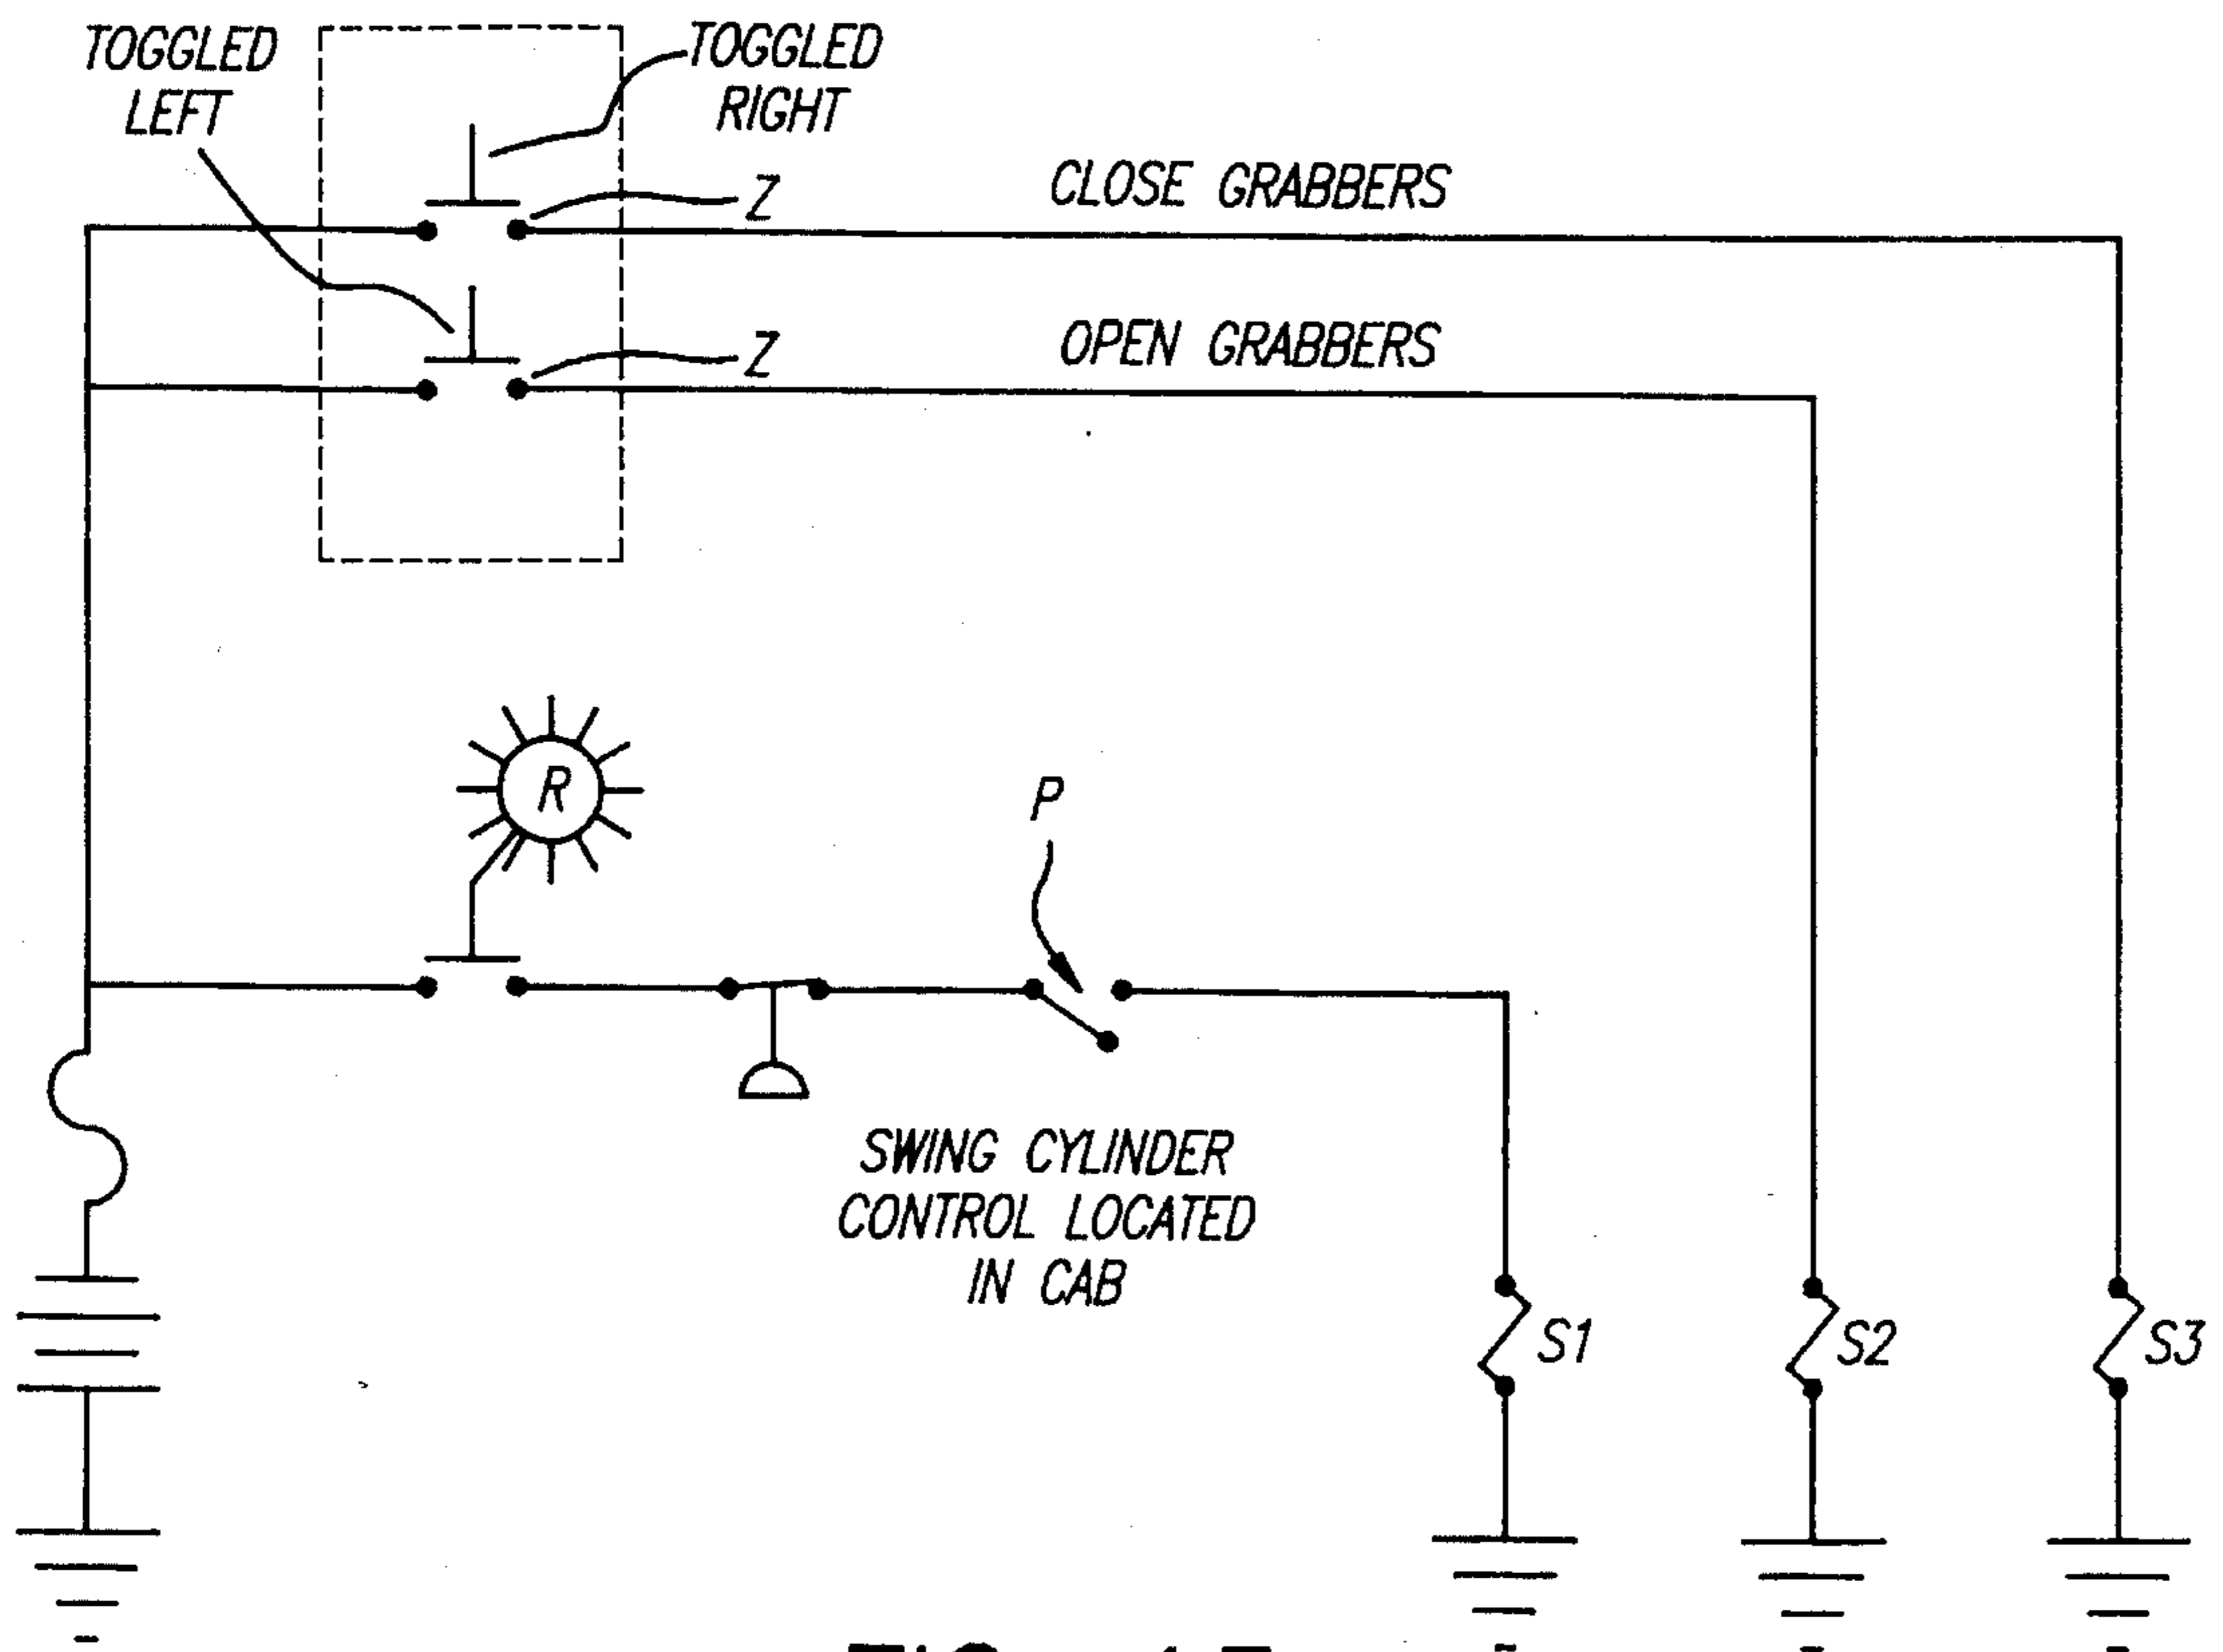 TOGGLED
LEFT
TOGGLED
RIGHT
Z
CLOSE GRABBERS
Z
OPEN GRABBERS
R
P
SWING CYLINDER
CONTROL LOCATED
IN CAB
S1
S2
S3